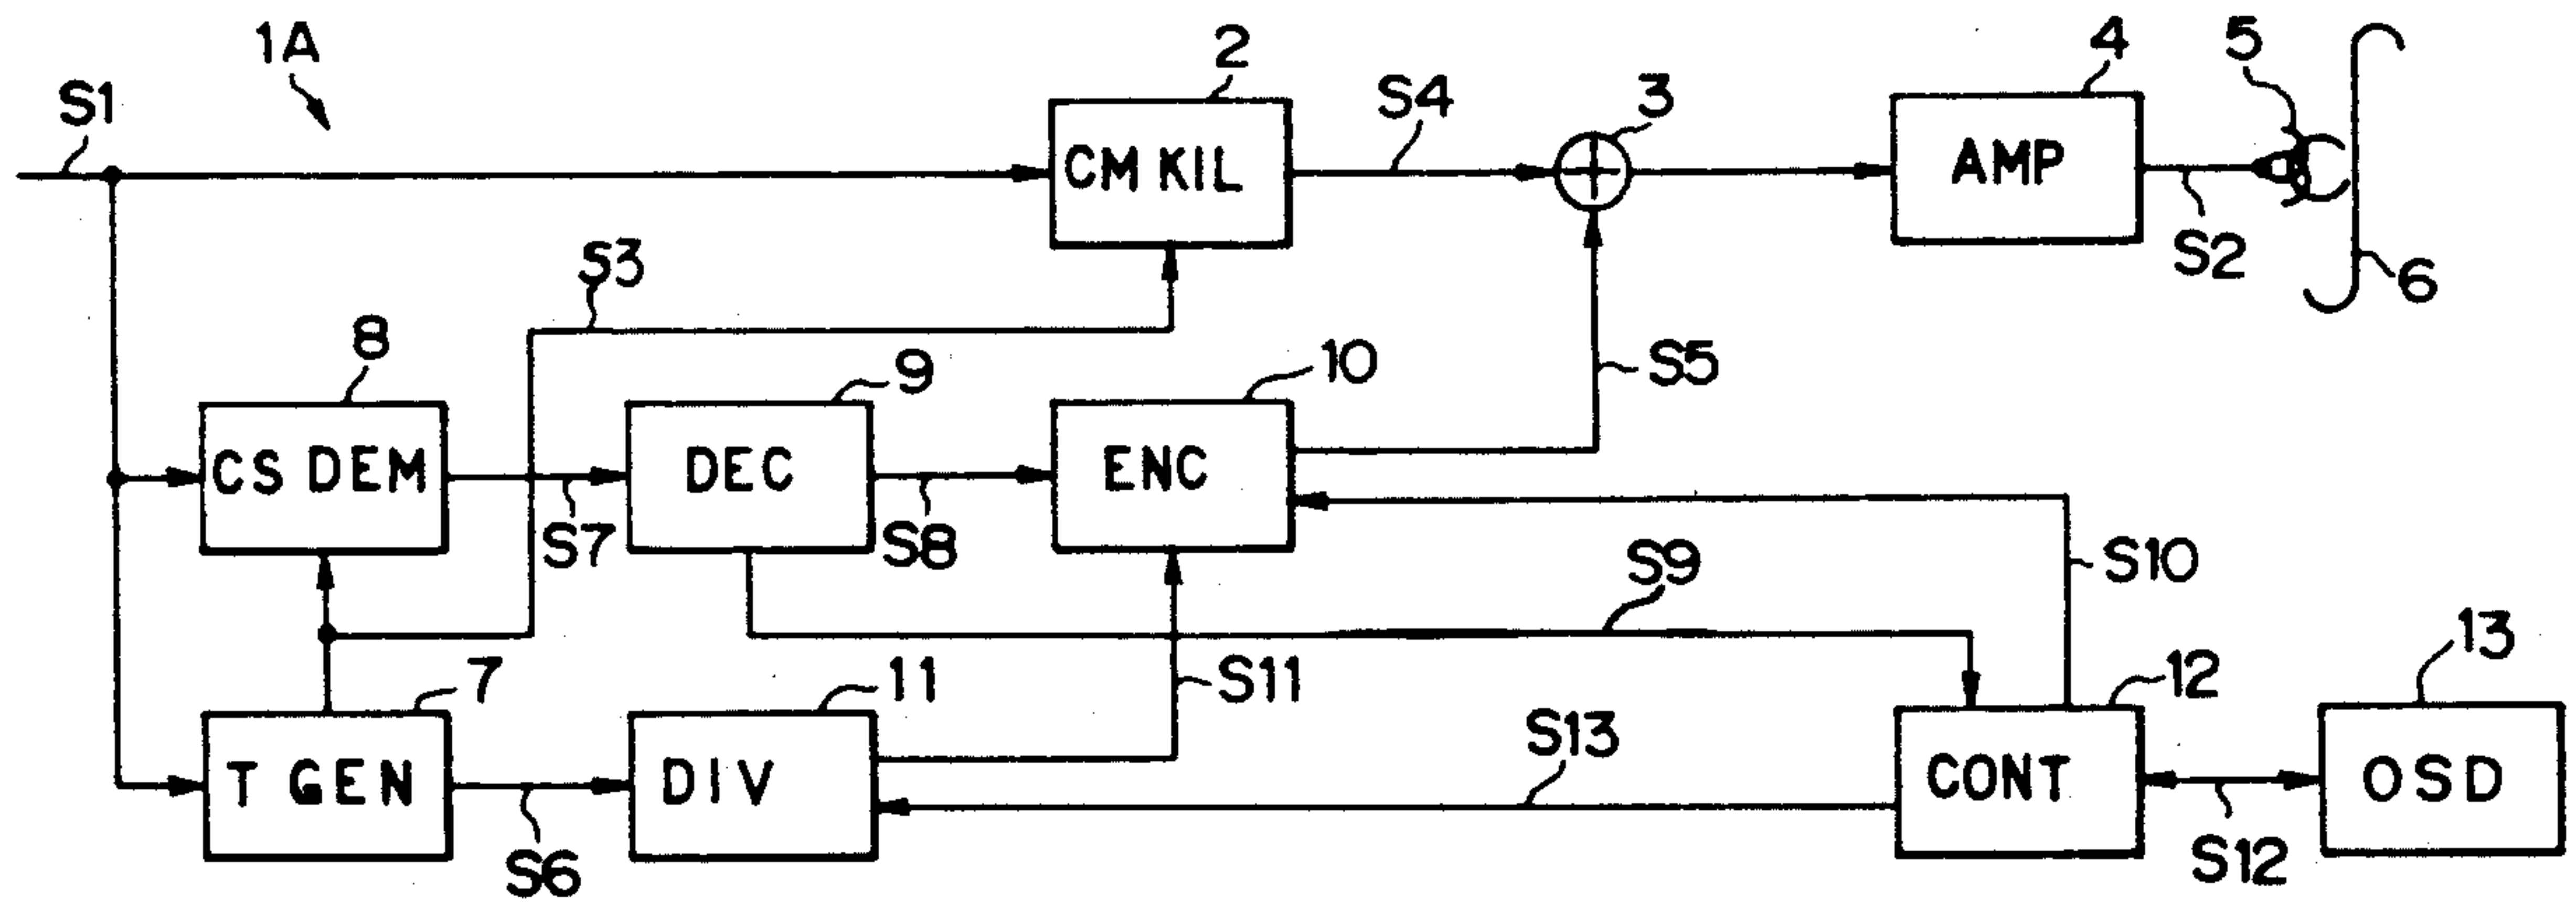 1A
S1
2
CM KIL
S4
3
4
AMP
5
S2
6
S3
8
CS DEM
S7
9
DEC
S8
10
ENC
S5
S9
S10
7
T GEN
S6
11
DIV
S11
S13
12
CONT
S12
13
OSD